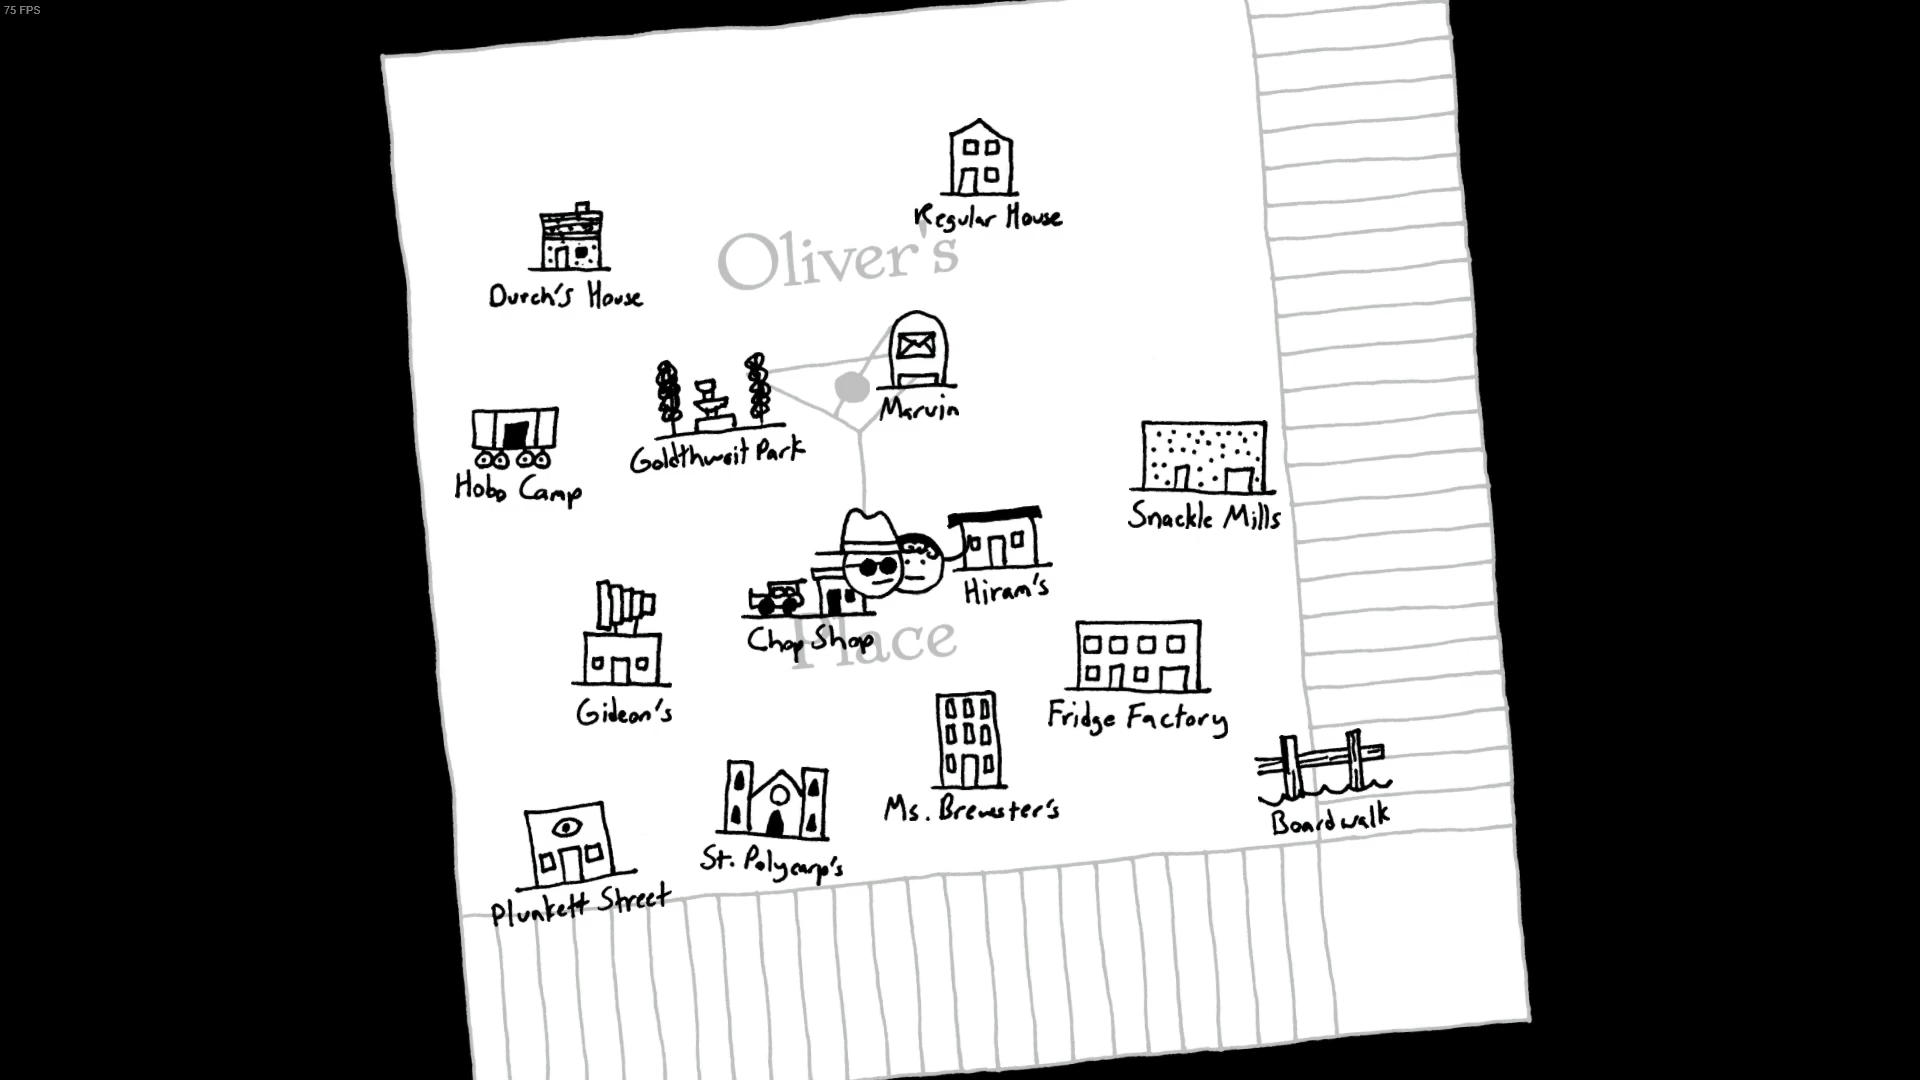 75 FPS
Regular House
Durch's House
Oliver's
Marvin
Goldthwait Park
Hobo Camp
Snackle Mills
Hiram's
Chop Shop
Place
Gideon's
Fridge Factory
Ms. Brewster's
Boardwalk
St. Polycarp's
Plunkett Street